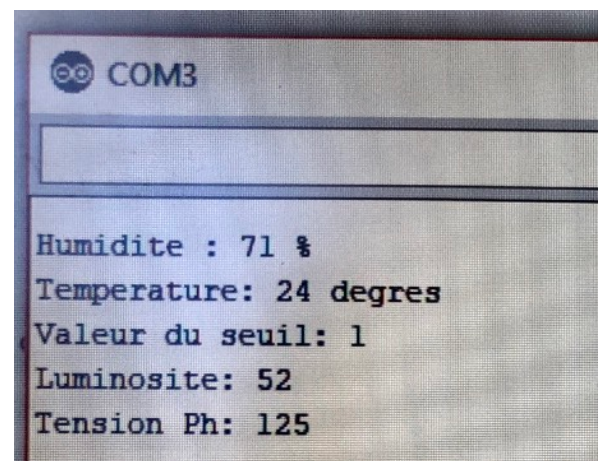 COM3
Humidite : 71 %
Temperature: 24 degres
Valeur du seuil: 1
Luminosite: 52
Tension Ph: 125